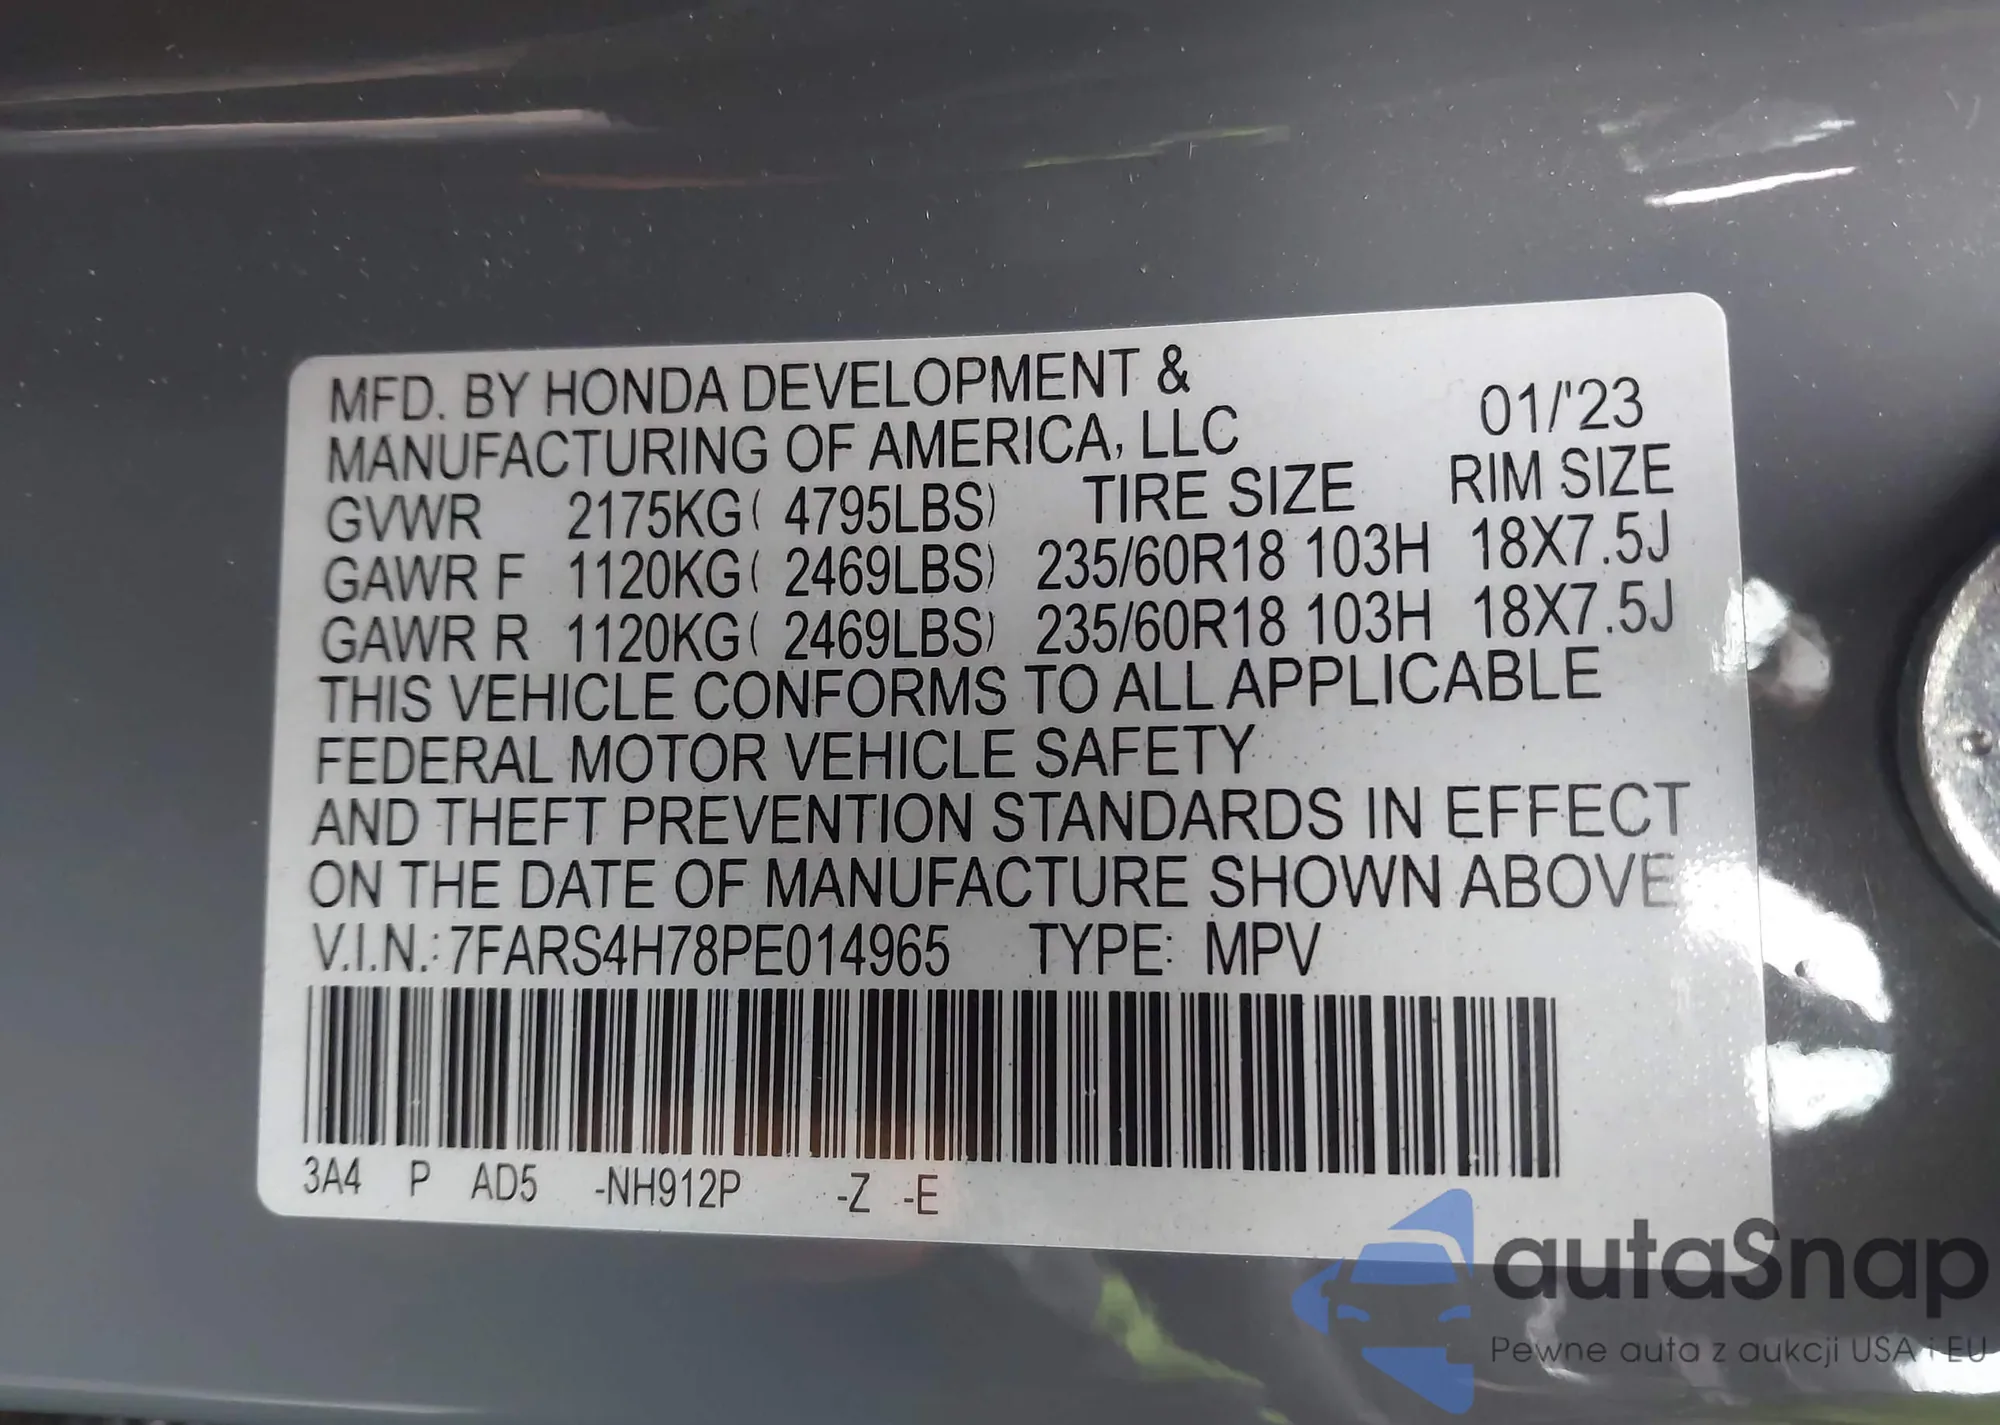 MFD. BY HONDA DEVELOPMENT &
MANUFACTURING OF AMERICA, LLC 01/'23
GVWR 2175KG( 4795LBS) TIRE SIZE RIM SIZE
GAWR F 1120KG( 2469LBS) 235/60R18 103H 18X7.5J
GAWR R 1120KG( 2469LBS) 235/60R18 103H 18X7.5J
THIS VEHICLE CONFORMS TO ALL APPLICABLE
FEDERAL MOTOR VEHICLE SAFETY
AND THEFT PREVENTION STANDARDS IN EFFECT
ON THE DATE OF MANUFACTURE SHOWN ABOVE
V.I.N.: 7FARS4H78PE014965 TYPE: MPV
3A4 P AD5 -NH912P -Z -E
autaSnap
Pewne auta z aukcji USA i EU